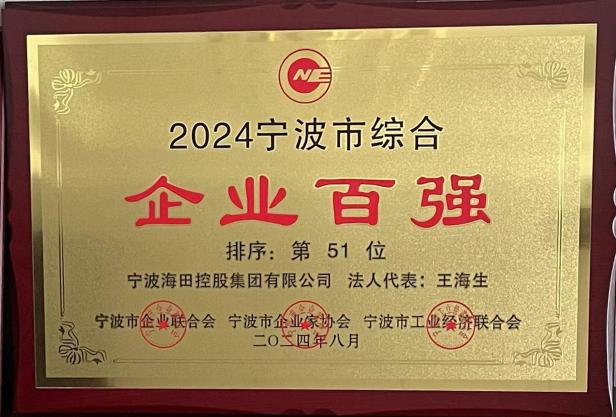 NE
2024宁波市综合
企业百强
排序：第 51 位
宁波海田控股集团有限公司 法人代表：王海生
宁波市企业联合会 宁波市企业家协会 宁波市工业经济联合会
二〇二四年八月